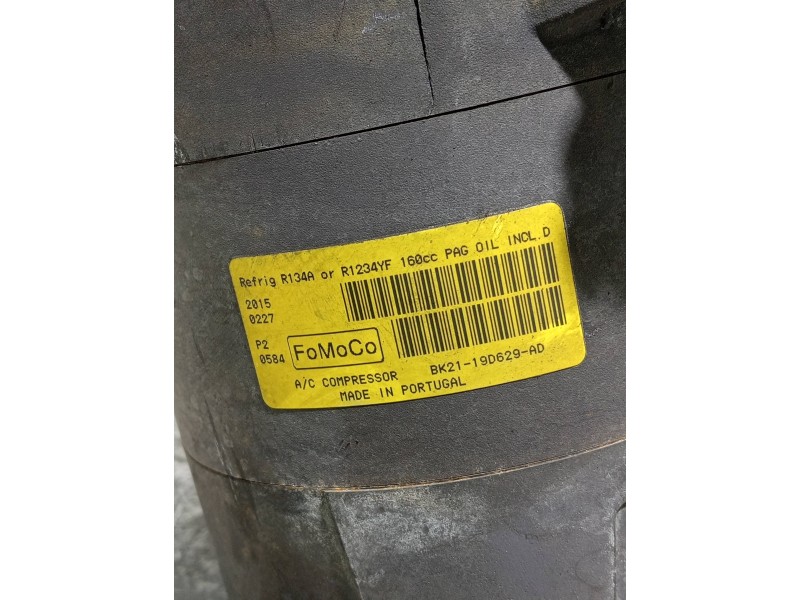 Refrig R134A or R1234YF 160cc PAG OIL INCL.D
2015
0227
P2
0584
FoMoCo
A/C COMPRESSOR BK21-19D629-AD
MADE IN PORTUGAL